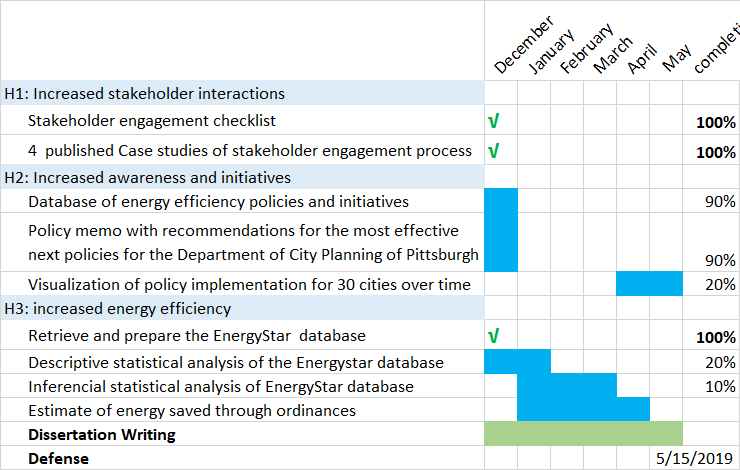 December
January
February
March
April
May
completi
H1: Increased stakeholder interactions
Stakeholder engagement checklist √ 100%
4 published Case studies of stakeholder engagement process √ 100%
H2: Increased awareness and initiatives
Database of energy efficiency policies and initiatives 90%
Policy memo with recommendations for the most effective
next policies for the Department of City Planning of Pittsburgh 90%
Visualization of policy implementation for 30 cities over time 20%
H3: increased energy efficiency
Retrieve and prepare the EnergyStar database √ 100%
Descriptive statistical analysis of the Energystar database 20%
Inferencial statistical analysis of EnergyStar database 10%
Estimate of energy saved through ordinances
Dissertation Writing
Defense 5/15/2019